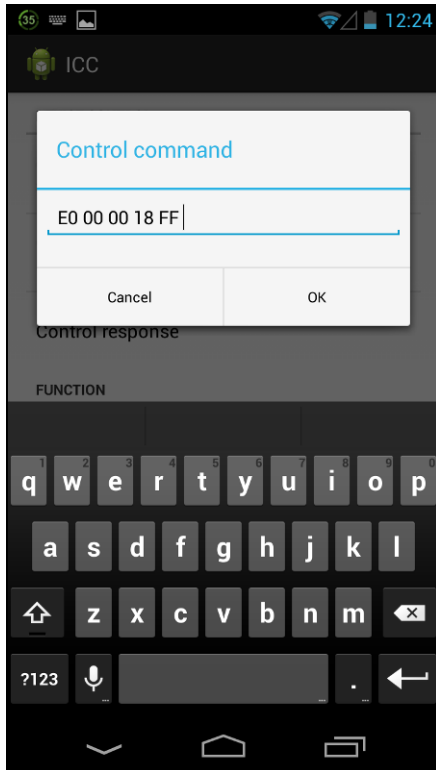 35 12:24
ICC
Control command
E0 00 00 18 FF
Cancel OK
Control response
FUNCTION
1 2 3 4 5 6 7 8 9 0
q w e r t y u i o p
a s d f g h j k l
z x c v b n m
?123 ... ... . ...